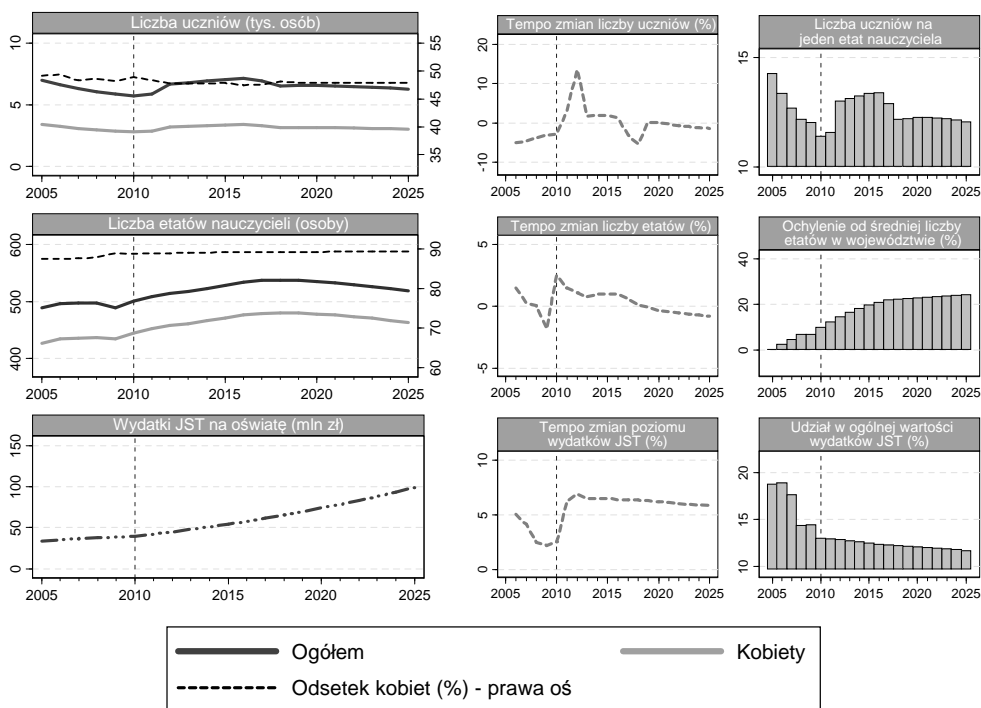 Liczba uczniów (tys. osób)
0 5 10
35 40 45 50 55
2005 2010 2015 2020 2025
Tempo zmian liczby uczniów (%)
-10 0 10 20
2005 2010 2015 2020 2025
Liczba uczniów na
jeden etat nauczyciela
10 15
2005 2010 2015 2020 2025
Liczba etatów nauczycieli (osoby)
400 500 600
60 70 80 90
2005 2010 2015 2020 2025
Tempo zmian liczby etatów (%)
-5 0 5
2005 2010 2015 2020 2025
Ochylenie od średniej liczby
etatów w województwie (%)
0 20 40
2005 2010 2015 2020 2025
Wydatki JST na oświatę (mln zł)
0 50 100 150
2005 2010 2015 2020 2025
Tempo zmian poziomu
wydatków JST (%)
0 5 10
2005 2010 2015 2020 2025
Udział w ogólnej wartości
wydatków JST (%)
10 15 20
2005 2010 2015 2020 2025
Ogółem
Kobiety
Odsetek kobiet (%) - prawa oś